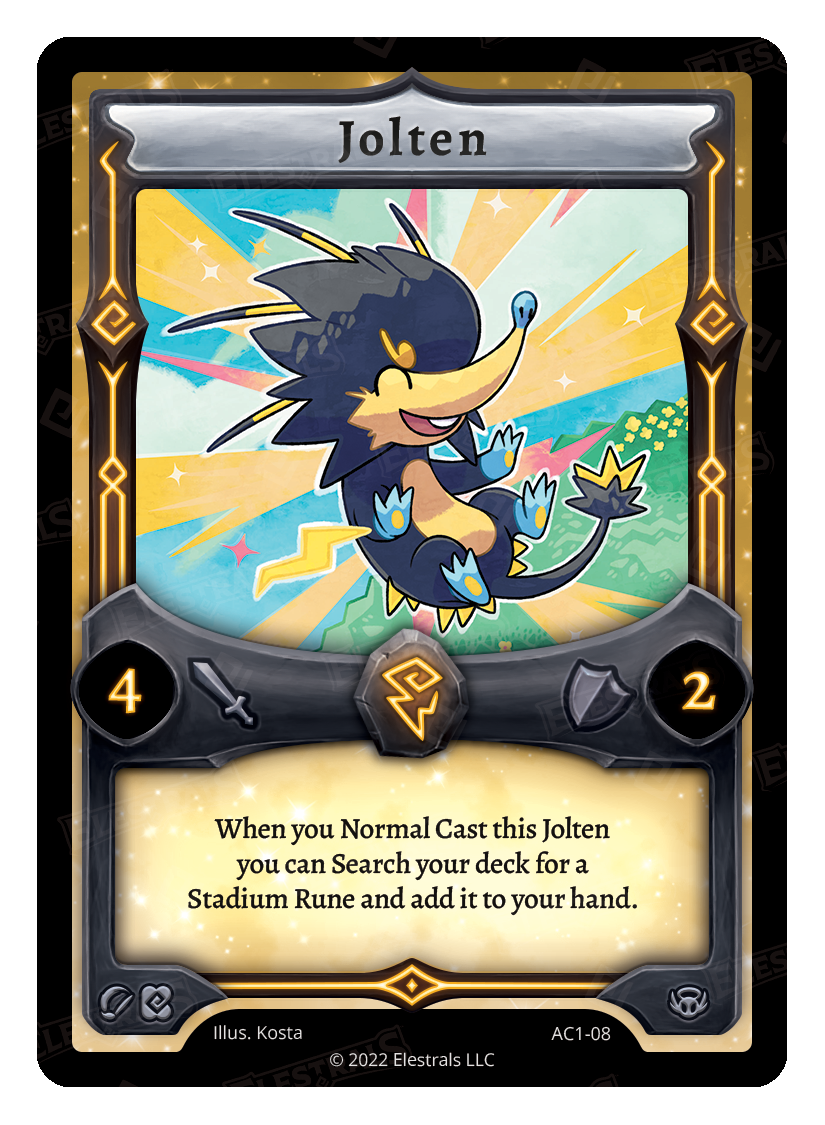 Jolten
4
2
When you Normal Cast this Jolten
you can Search your deck for a
Stadium Rune and add it to your hand.
Illus. Kosta
AC1-08
© 2022 Elestrals LLC
ELESTRALS